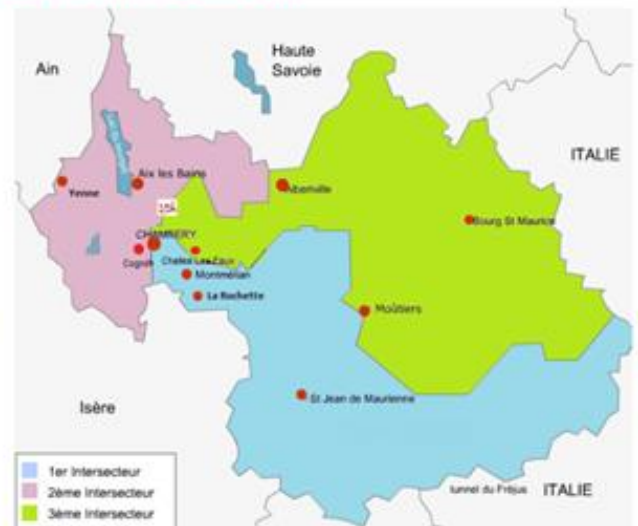 Haute
Savoie
Ain
ITALIE
Aix les Bains
Yenne
Albertville
Bourg St Maurice
CHAMBERY
Cognin
Challes Les Eaux
Montmélian
La Rochette
Moûtiers
Isère
St Jean de Maurienne
1er Intersecteur
2ème Intersecteur
3ème Intersecteur
tunnel du Fréjus
ITALIE